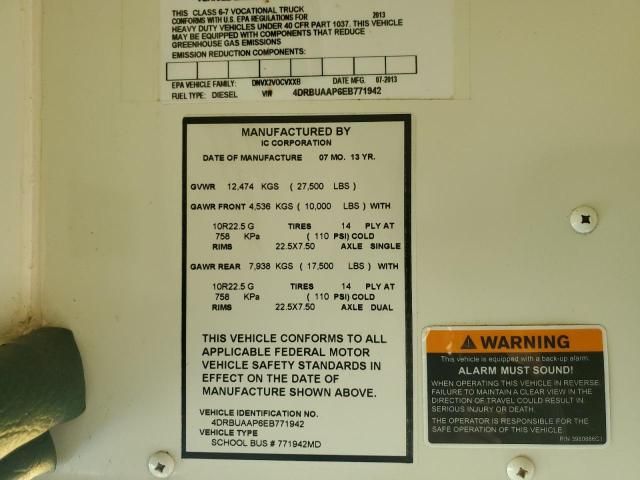 THIS CLASS 6-7 VOCATIONAL TRUCK
CONFORMS WITH U.S. EPA REGULATIONS FOR 2013
HEAVY DUTY VEHICLES UNDER 40 CFR PART 1037. THIS VEHICLE
MAY BE EQUIPPED WITH COMPONENTS THAT REDUCE
GREENHOUSE GAS EMISSIONS
EMISSION REDUCTION COMPONENTS:
EPA VEHICLE FAMILY: DNVX2VOCVXXB DATE MFG. 07-2013
FUEL TYPE: DIESEL VIN 4DRBUAAP6EB771942
MANUFACTURED BY
IC CORPORATION
DATE OF MANUFACTURE 07 MO. 13 YR.
GVWR 12,474 KGS ( 27,500 LBS )
GAWR FRONT 4,536 KGS ( 10,000 LBS ) WITH
10R22.5 G TIRES 14 PLY AT
758 KPa ( 110 PSI) COLD
RIMS 22.5X7.50 AXLE SINGLE
GAWR REAR 7,938 KGS ( 17,500 LBS ) WITH
10R22.5 G TIRES 14 PLY AT
758 KPa ( 110 PSI) COLD
RIMS 22.5X7.50 AXLE DUAL
THIS VEHICLE CONFORMS TO ALL
APPLICABLE FEDERAL MOTOR
VEHICLE SAFETY STANDARDS IN
EFFECT ON THE DATE OF
MANUFACTURE SHOWN ABOVE.
VEHICLE IDENTIFICATION NO.
4DRBUAAP6EB771942
VEHICLE TYPE
SCHOOL BUS # 771942MD
WARNING
This vehicle is equipped with a back-up alarm.
ALARM MUST SOUND!
WHEN OPERATING THIS VEHICLE IN REVERSE.
FAILURE TO MAINTAIN A CLEAR VIEW IN THE
DIRECTION OF TRAVEL COULD RESULT IN
SERIOUS INJURY OR DEATH.
THE OPERATOR IS RESPONSIBLE FOR THE
SAFE OPERATION OF THIS VEHICLE.